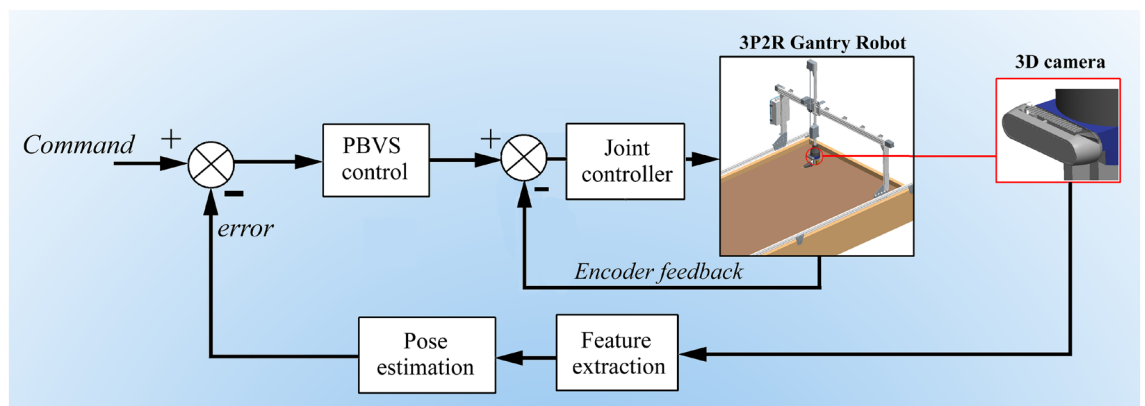 3P2R Gantry Robot
3D camera
Command
+
PBVS
control
+
Joint
controller
-
-
error
Encoder feedback
Pose
estimation
Feature
extraction